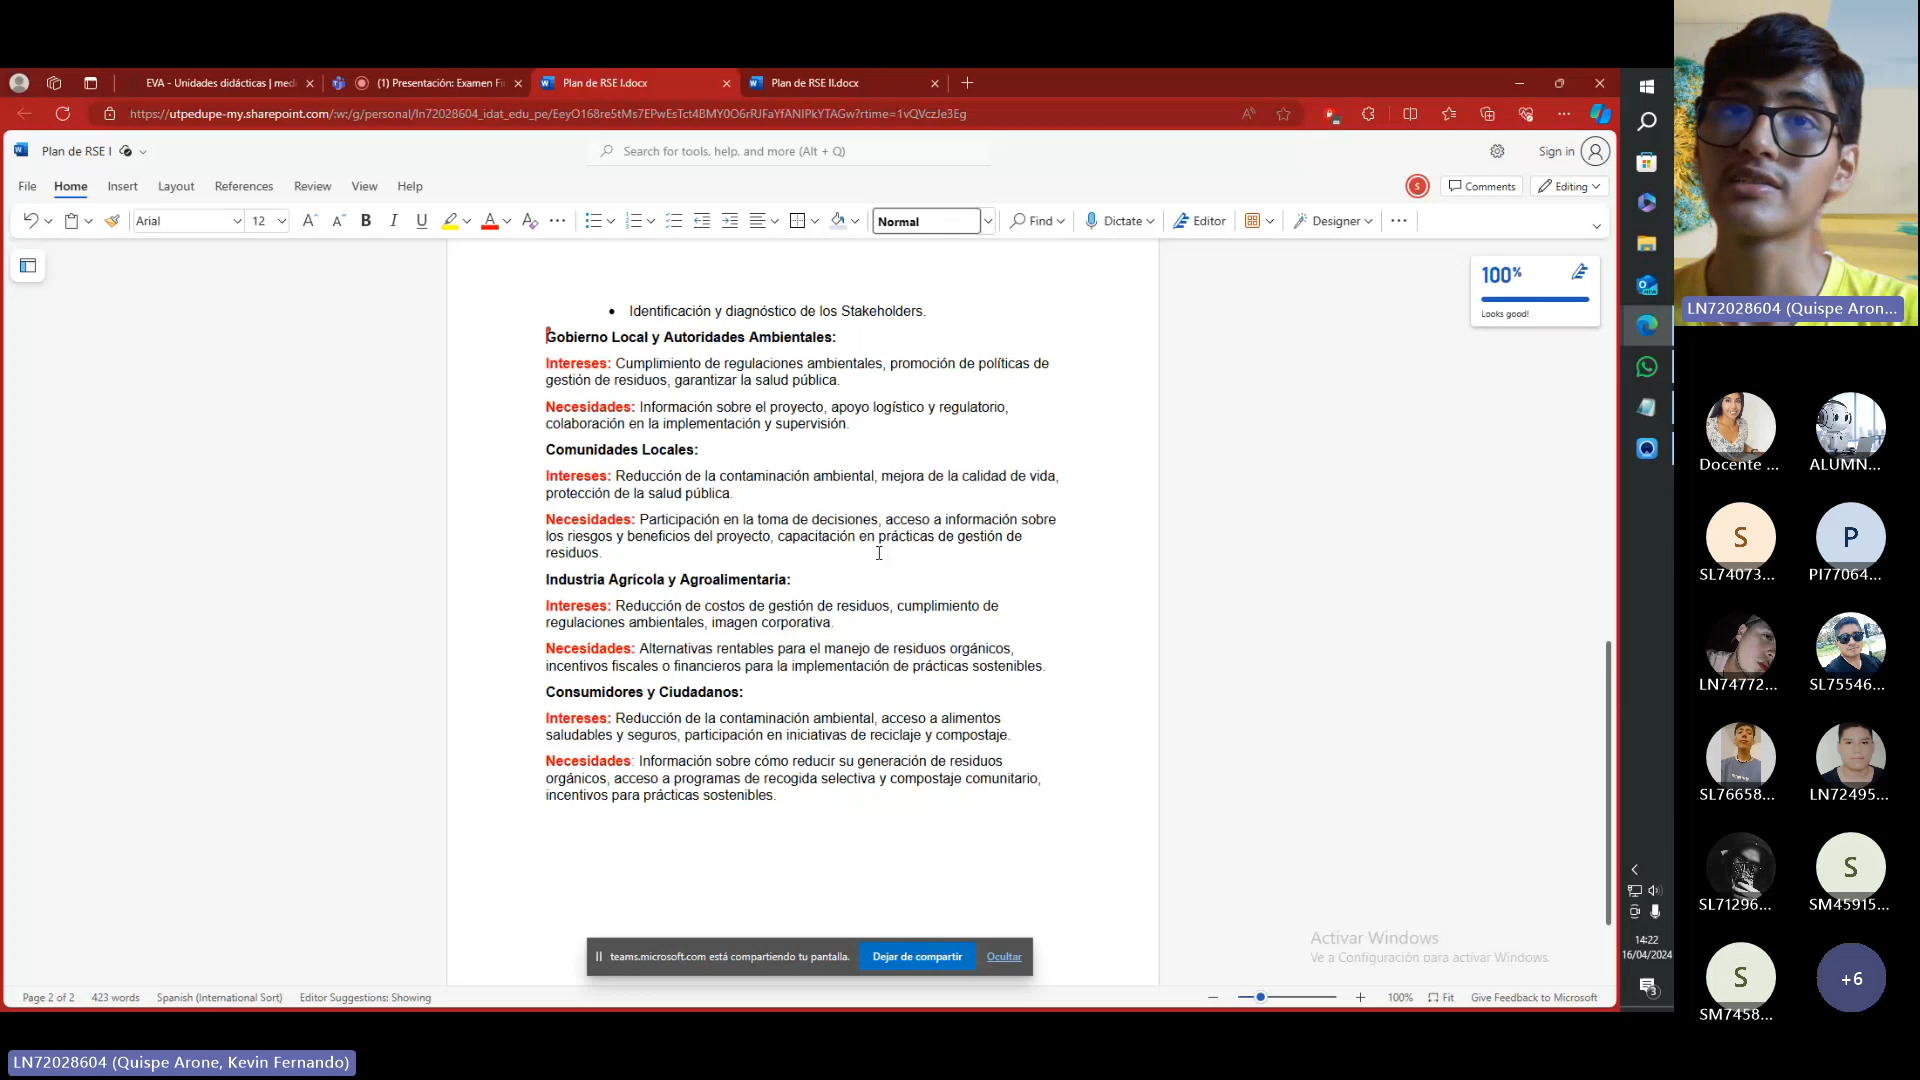 EVA - Unidades didácticas | med
(1) Presentación: Examen Fi
Plan de RSE I.docx
Plan de RSE II.docx
https://utpedupe-my.sharepoint.com/:w:/g/personal/ln72028604_idat_edu_pe/EeyO168re5tMs7EPwEsTct4BMY0O6rRJFaYfANIPkYTAGw?rtime=1vQVczJe3Eg
Plan de RSE I
Search for tools, help, and more (Alt + Q)
Sign in
File Home Insert Layout References Review View Help
S
Comments
Editing
Arial
12
B I U
Normal
Find
Dictate
Editor
Designer
100%
Looks good!
• Identificación y diagnóstico de los Stakeholders.
Gobierno Local y Autoridades Ambientales:
Intereses: Cumplimiento de regulaciones ambientales, promoción de políticas de
gestión de residuos, garantizar la salud pública.
Necesidades: Información sobre el proyecto, apoyo logístico y regulatorio,
colaboración en la implementación y supervisión.
Comunidades Locales:
Intereses: Reducción de la contaminación ambiental, mejora de la calidad de vida,
protección de la salud pública.
Necesidades: Participación en la toma de decisiones, acceso a información sobre
los riesgos y beneficios del proyecto, capacitación en prácticas de gestión de
residuos.
Industria Agrícola y Agroalimentaria:
Intereses: Reducción de costos de gestión de residuos, cumplimiento de
regulaciones ambientales, imagen corporativa.
Necesidades: Alternativas rentables para el manejo de residuos orgánicos,
incentivos fiscales o financieros para la implementación de prácticas sostenibles.
Consumidores y Ciudadanos:
Intereses: Reducción de la contaminación ambiental, acceso a alimentos
saludables y seguros, participación en iniciativas de reciclaje y compostaje.
Necesidades: Información sobre cómo reducir su generación de residuos
orgánicos, acceso a programas de recogida selectiva y compostaje comunitario,
incentivos para prácticas sostenibles.
teams.microsoft.com está compartiendo tu pantalla.
Dejar de compartir
Ocultar
Activar Windows
Ve a Configuración para activar Windows.
Page 2 of 2
423 words
Spanish (International Sort)
Editor Suggestions: Showing
100%
Fit
Give Feedback to Microsoft
14:22
16/04/2024
3
LN72028604 (Quispe Aron...
Docente ...
ALUMN...
S
SL74073...
P
PI77064...
LN74772...
SL75546...
SL76658...
LN72495...
SL71296...
S
SM45915...
S
SM7458...
+6
LN72028604 (Quispe Arone, Kevin Fernando)